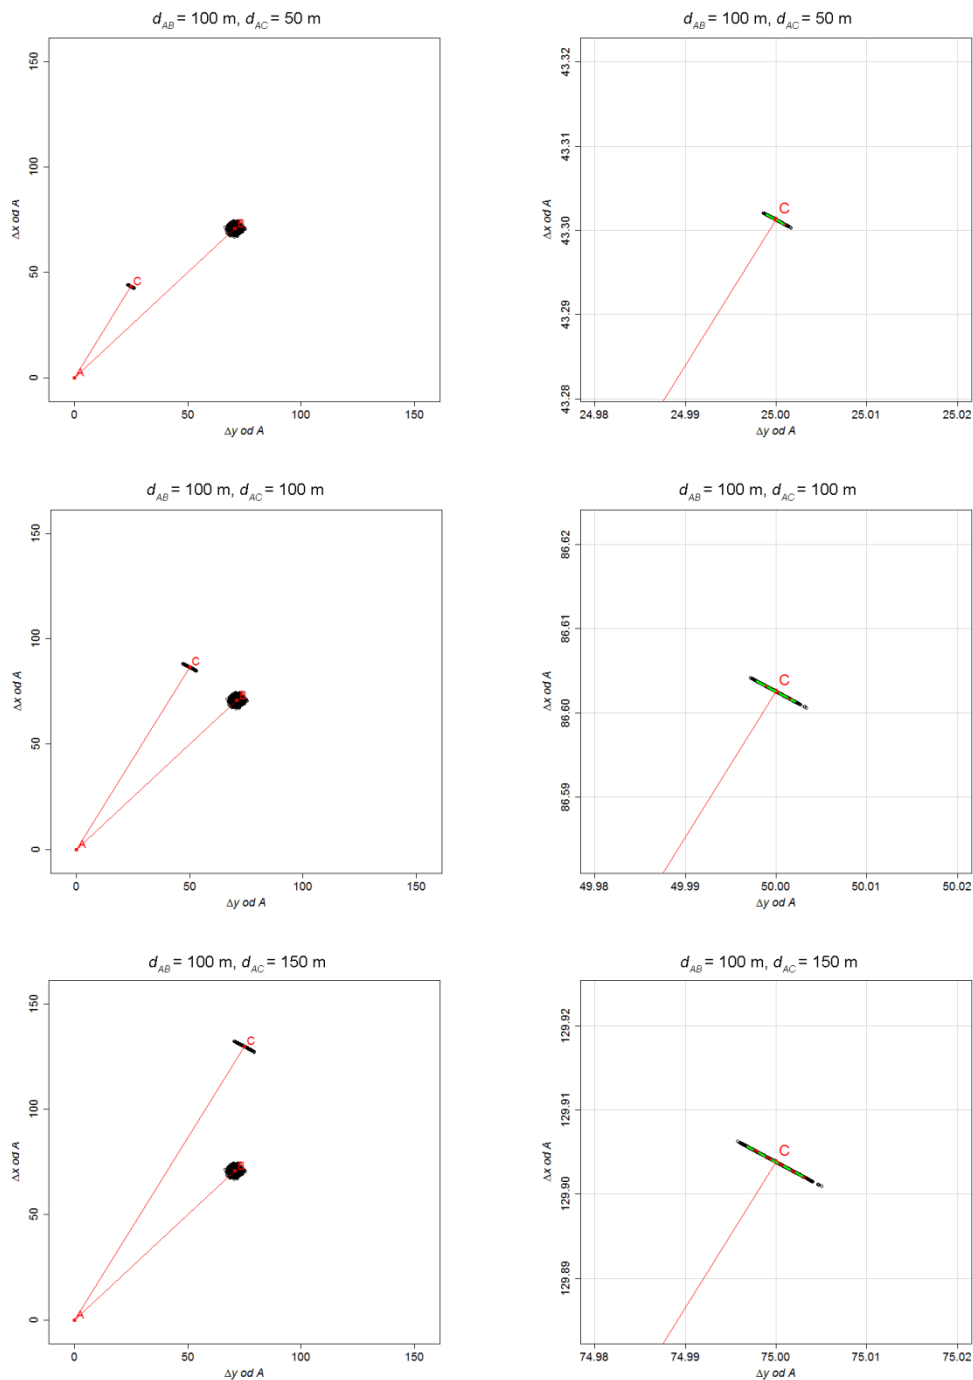 d_AB = 100 m, d_AC = 50 m
150
100
50
0
Δx od A
C
B
A
0 50 100 150
Δy od A
d_AB = 100 m, d_AC = 50 m
43.32
43.31
43.30
43.29
43.28
Δx od A
C
24.98 24.99 25.00 25.01 25.02
Δy od A
d_AB = 100 m, d_AC = 100 m
150
100
50
0
Δx od A
C
B
A
0 50 100 150
Δy od A
d_AB = 100 m, d_AC = 100 m
86.62
86.61
86.60
86.59
Δx od A
C
49.98 49.99 50.00 50.01 50.02
Δy od A
d_AB = 100 m, d_AC = 150 m
150
100
50
0
Δx od A
C
B
A
0 50 100 150
Δy od A
d_AB = 100 m, d_AC = 150 m
129.92
129.91
129.90
129.89
Δx od A
C
74.98 74.99 75.00 75.01 75.02
Δy od A